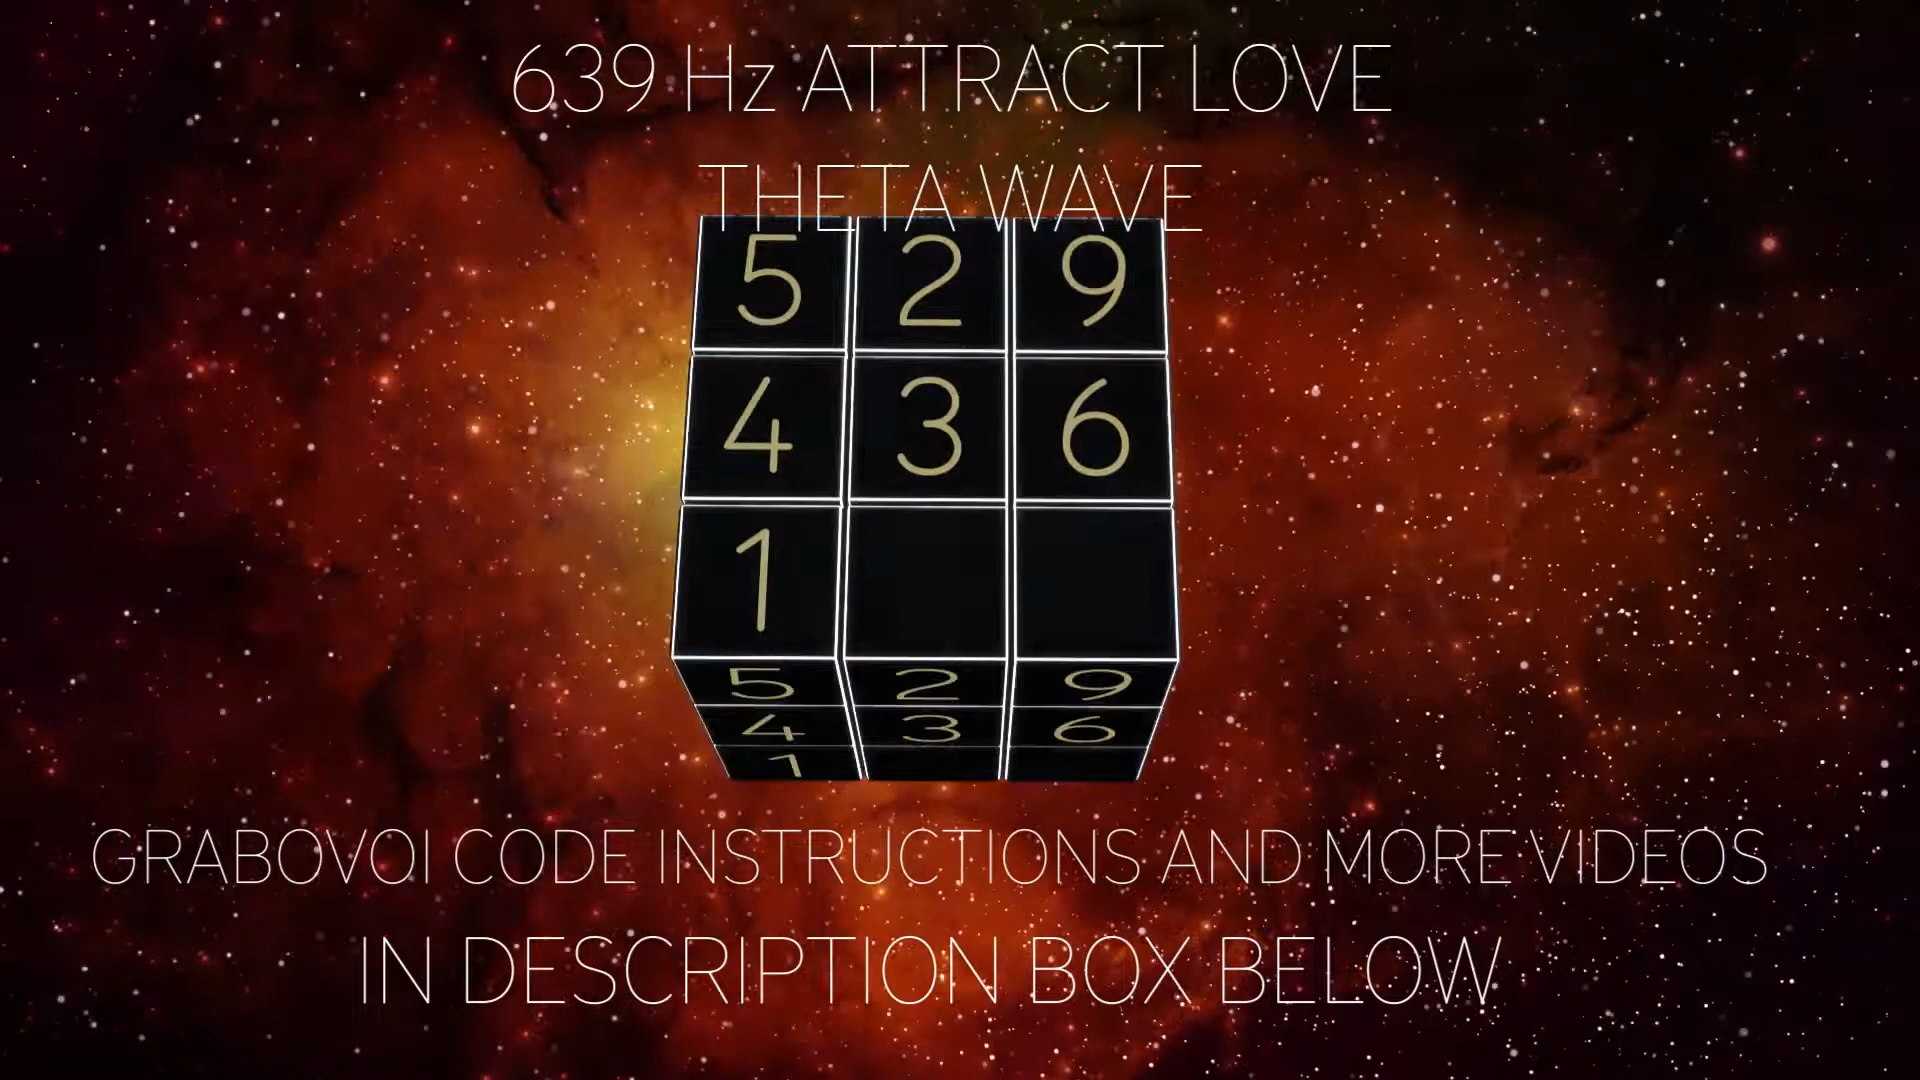 639 Hz ATTRACT LOVE
THETA WAVE
5 2 9
4 3 6
1
5 2 9
4 3 6
1
GRABOVOI CODE INSTRUCTIONS AND MORE VIDEOS
IN DESCRIPTION BOX BELOW